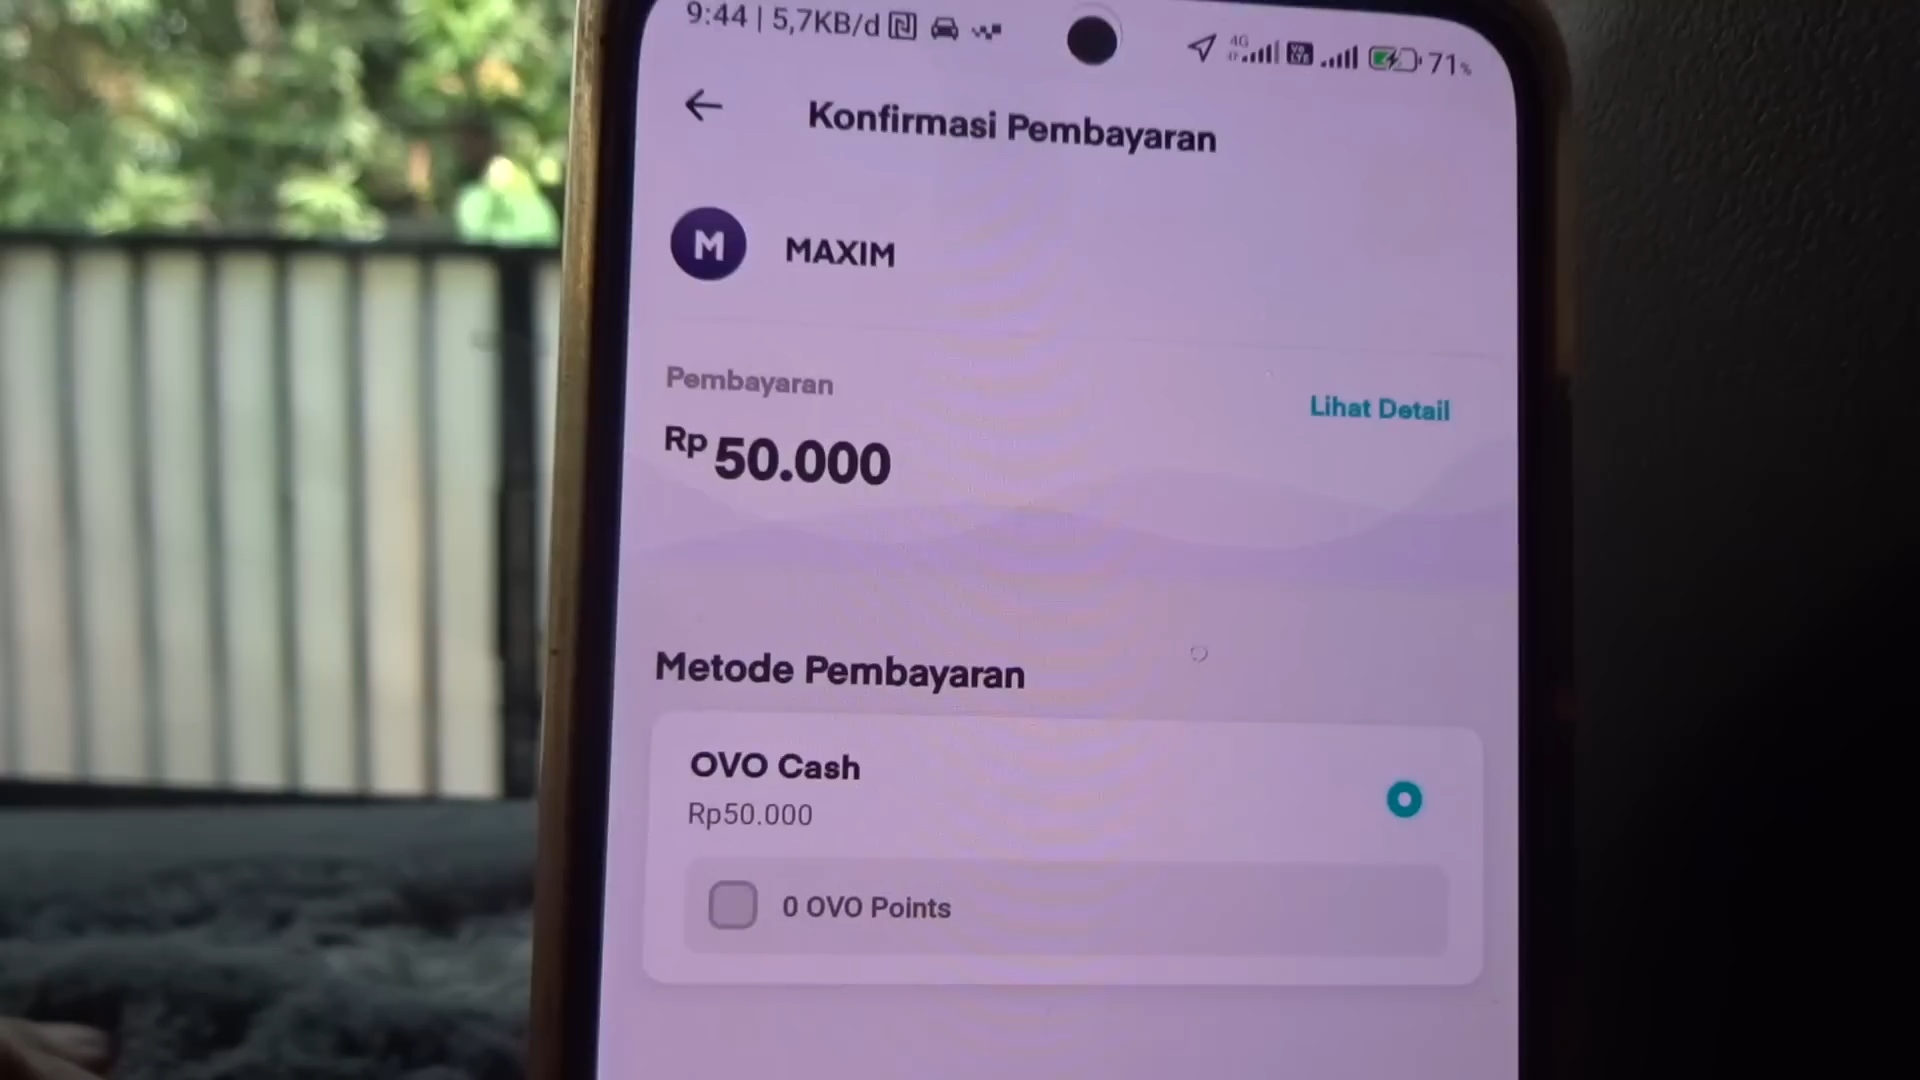 9:44 | 5,7KB/d
4G
71%
Konfirmasi Pembayaran
M
MAXIM
Pembayaran
Lihat Detail
Rp 50.000
Metode Pembayaran
OVO Cash
Rp50.000
0 OVO Points